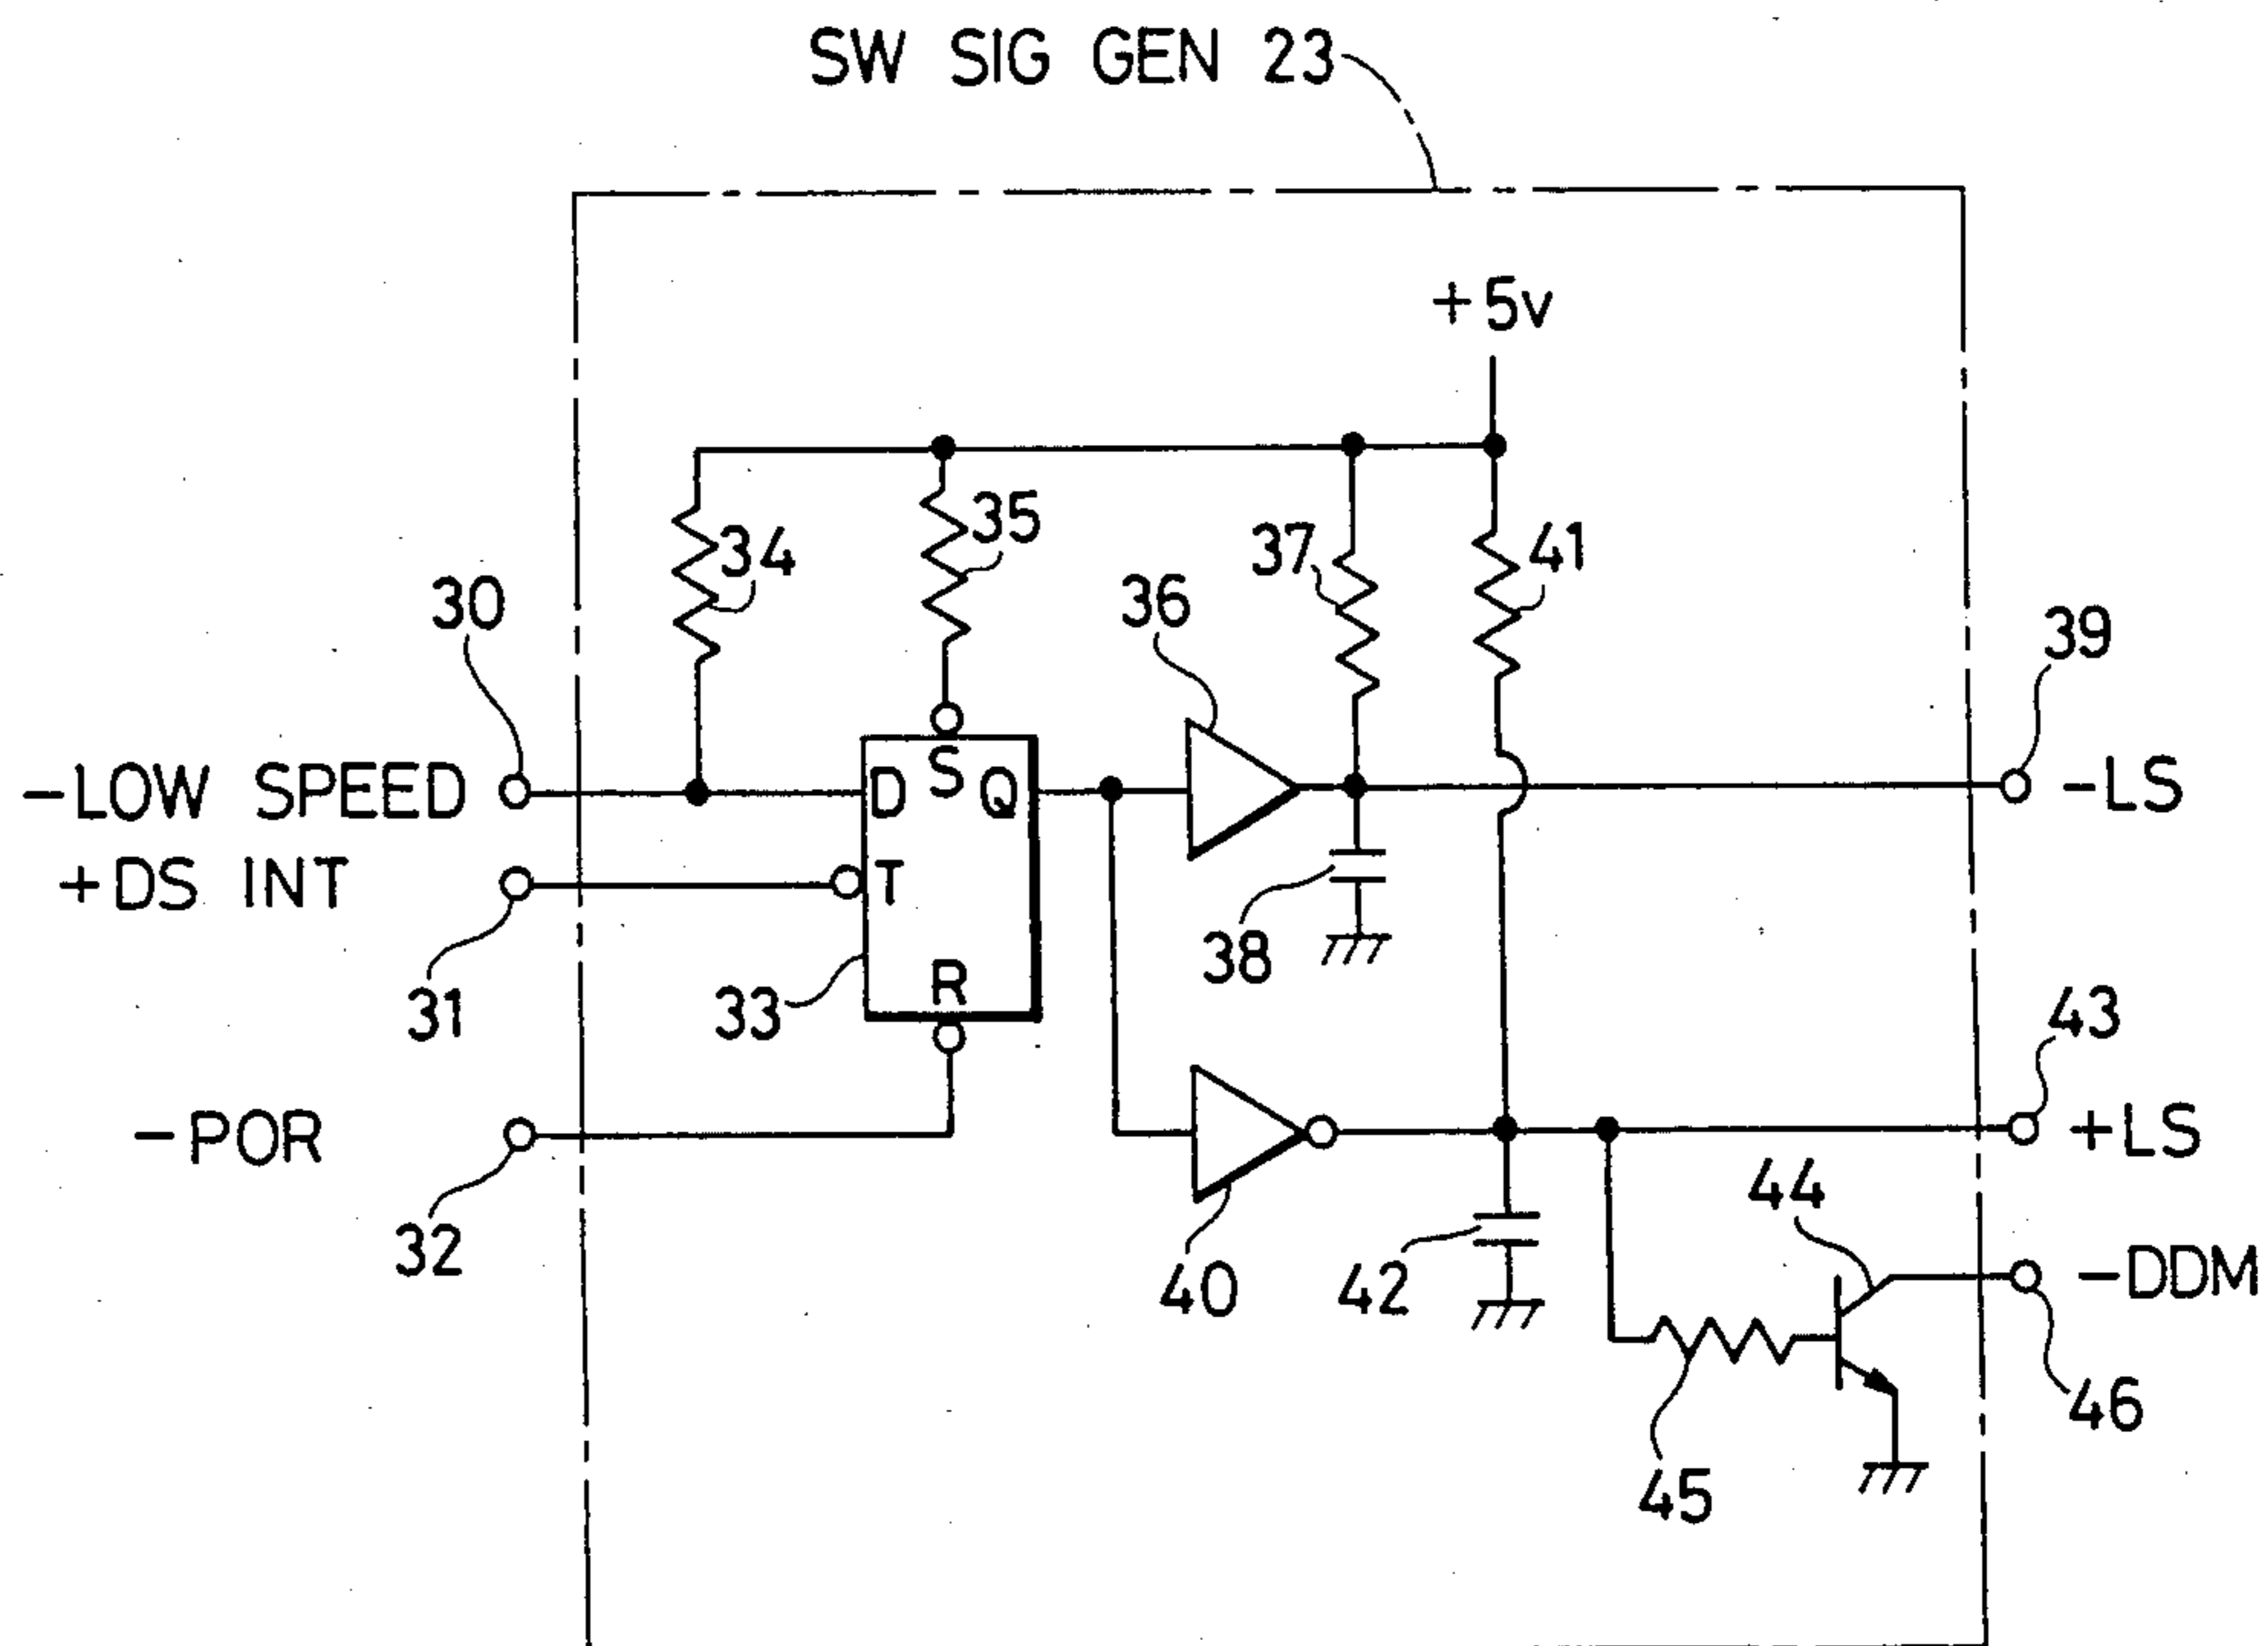 SW SIG GEN 23
+5v
34
35
37
41
30
36
39
-LOW SPEED
D
S
Q
-LS
+DS INT
T
38
31
33
R
43
-POR
+LS
44
32
40
42
-DDM
46
45